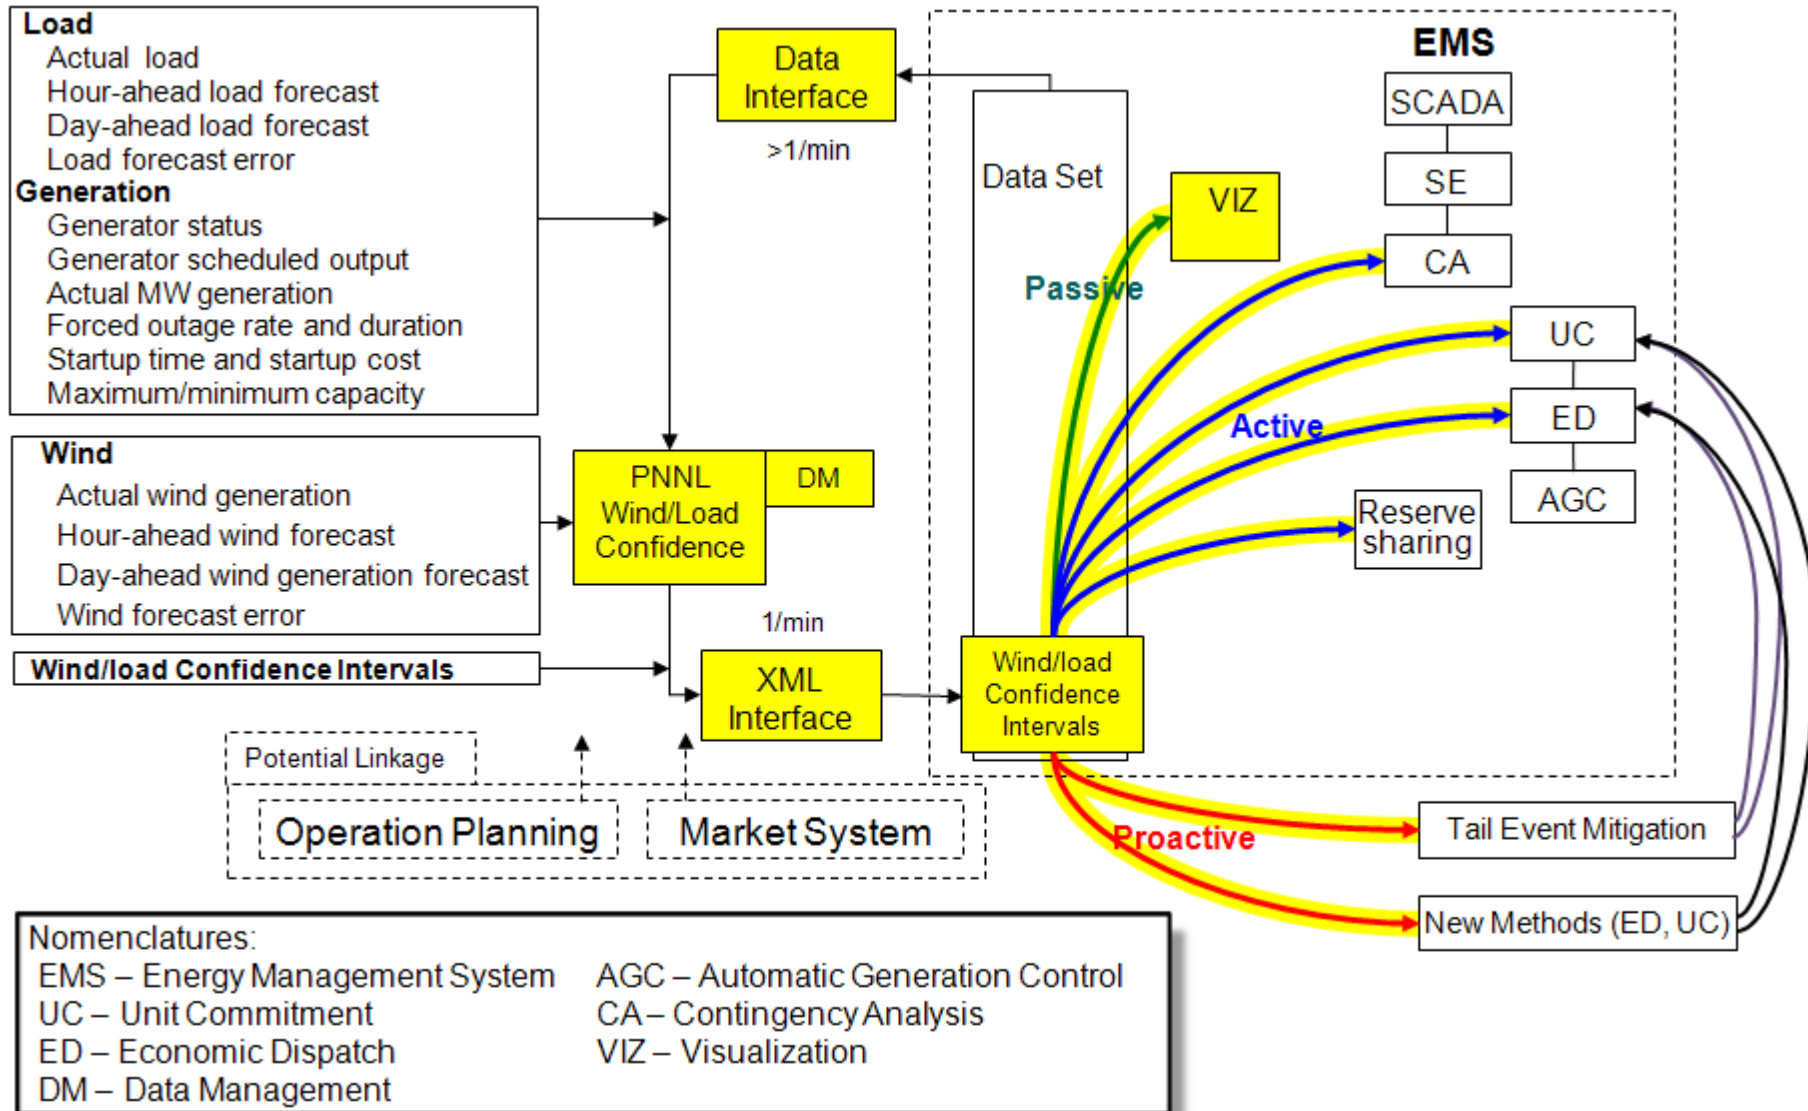 Load
Actual load
Hour-ahead load forecast
Day-ahead load forecast
Load forecast error
Generation
Generator status
Generator scheduled output
Actual MW generation
Forced outage rate and duration
Startup time and startup cost
Maximum/minimum capacity
Wind
Actual wind generation
Hour-ahead wind forecast
Day-ahead wind generation forecast
Wind forecast error
Wind/load Confidence Intervals
Data
Interface
>1/min
PNNL
Wind/Load
Confidence
DM
1/min
XML
Interface
Potential Linkage
Operation Planning
Market System
EMS
Data Set
VIZ
SCADA
SE
CA
UC
ED
AGC
Reserve
sharing
Passive
Active
Wind/load
Confidence
Intervals
Proactive
Tail Event Mitigation
New Methods (ED, UC)
Nomenclatures:
EMS – Energy Management System
UC – Unit Commitment
ED – Economic Dispatch
DM – Data Management
AGC – Automatic Generation Control
CA – Contingency Analysis
VIZ – Visualization